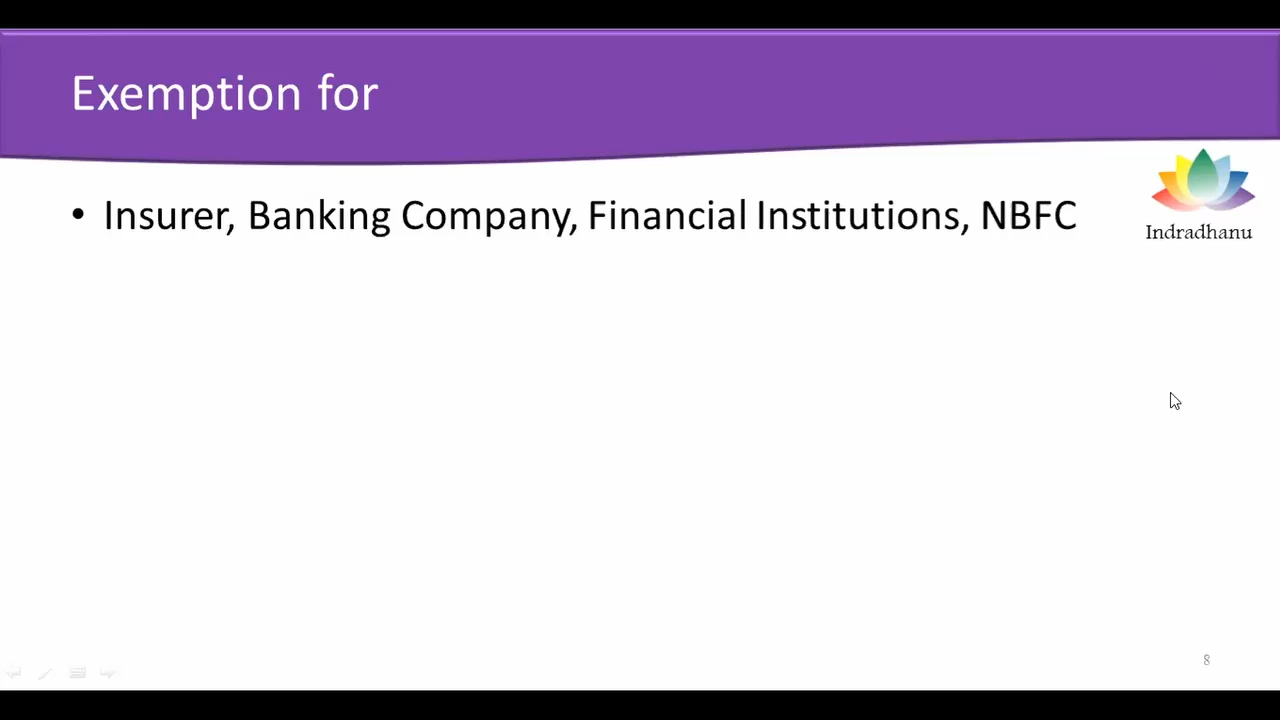 Exemption for
• Insurer, Banking Company, Financial Institutions, NBFC
Indradhanu
8